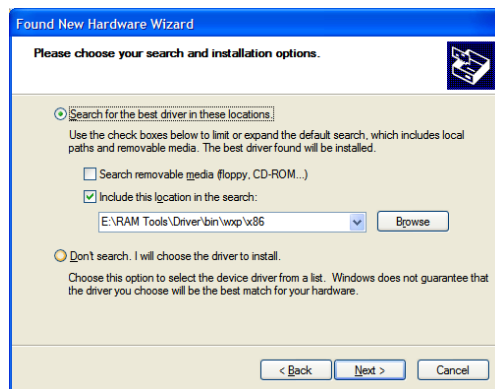 Found New Hardware Wizard
Please choose your search and installation options.
Search for the best driver in these locations.
Use the check boxes below to limit or expand the default search, which includes local
paths and removable media. The best driver found will be installed.
Search removable media (floppy, CD-ROM...)
Include this location in the search:
E:\RAM Tools\Driver\bin\wxp\x86
Browse
Don't search. I will choose the driver to install.
Choose this option to select the device driver from a list. Windows does not guarantee that
the driver you choose will be the best match for your hardware.
< Back
Next >
Cancel